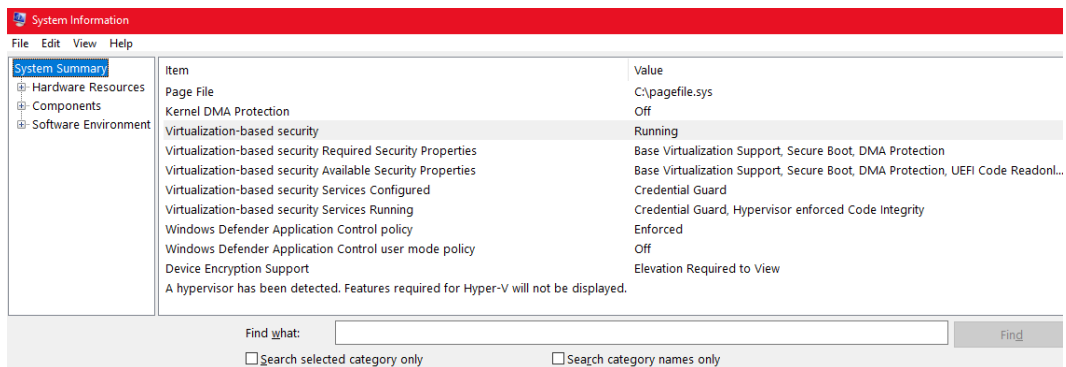 System Information
File Edit View Help
System Summary
Hardware Resources
Components
Software Environment
Item Value
Page File C:\pagefile.sys
Kernel DMA Protection Off
Virtualization-based security Running
Virtualization-based security Required Security Properties Base Virtualization Support, Secure Boot, DMA Protection
Virtualization-based security Available Security Properties Base Virtualization Support, Secure Boot, DMA Protection, UEFI Code Readonl...
Virtualization-based security Services Configured Credential Guard
Virtualization-based security Services Running Credential Guard, Hypervisor enforced Code Integrity
Windows Defender Application Control policy Enforced
Windows Defender Application Control user mode policy Off
Device Encryption Support Elevation Required to View
A hypervisor has been detected. Features required for Hyper-V will not be displayed.
Find what: Find
Search selected category only Search category names only